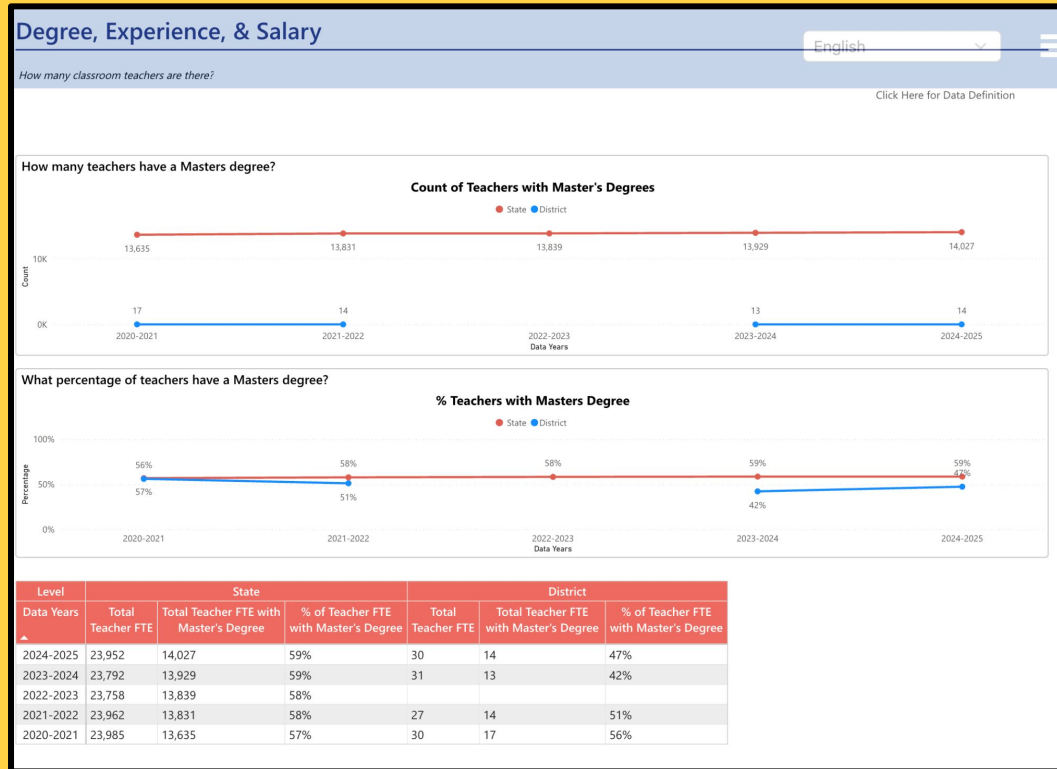 Degree, Experience, & Salary
English
How many classroom teachers are there?
Click Here for Data Definition
How many teachers have a Masters degree?
Count of Teachers with Master's Degrees
State District
13,635 13,831 13,839 13,929 14,027
10K
Count
17 14 13 14
0K
2020-2021 2021-2022 2022-2023 2023-2024 2024-2025
Data Years
What percentage of teachers have a Masters degree?
% Teachers with Masters Degree
State District
100%
56% 58% 58% 59% 59%
47%
Percentage
50%
57% 51% 42%
0%
2020-2021 2021-2022 2022-2023 2023-2024 2024-2025
Data Years
Level State District
Data Years Total Teacher FTE Total Teacher FTE with Master's Degree % of Teacher FTE with Master's Degree Total Teacher FTE Total Teacher FTE with Master's Degree % of Teacher FTE with Master's Degree
2024-2025 23,952 14,027 59% 30 14 47%
2023-2024 23,792 13,929 59% 31 13 42%
2022-2023 23,758 13,839 58%
2021-2022 23,962 13,831 58% 27 14 51%
2020-2021 23,985 13,635 57% 30 17 56%